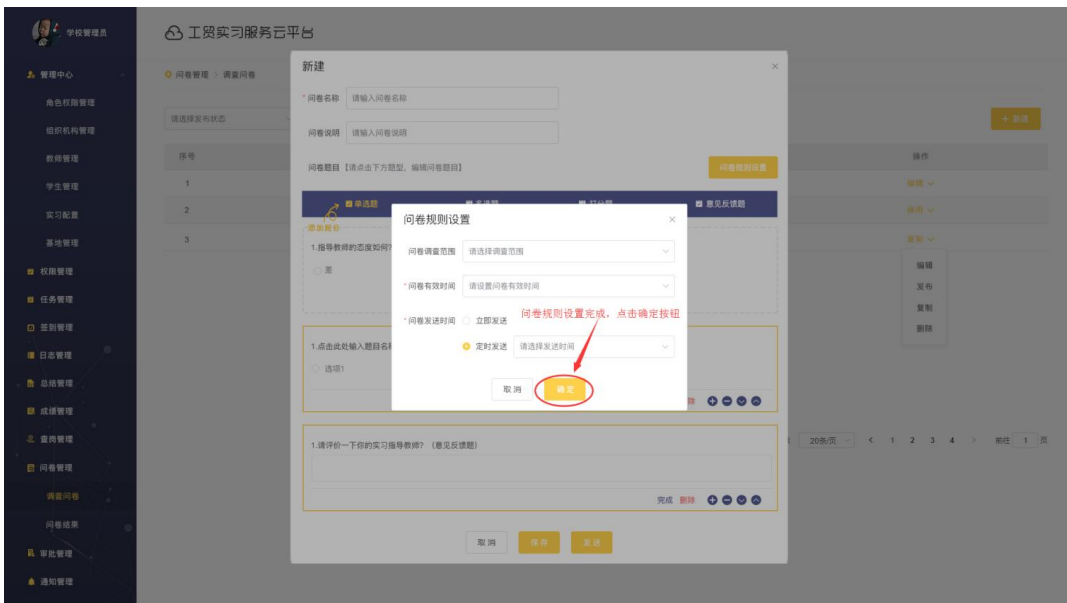 学校管理员
工贸实习服务云平台
管理中心
角色权限管理
组织机构管理
教师管理
学生管理
实习配置
基地管理
权限管理
任务管理
签到管理
日志管理
总结管理
成绩管理
查岗管理
问卷管理
调查问卷
问卷结果
审批管理
通知管理
问卷管理 > 调查问卷
请选择发布状态
+ 新建
序号
操作
1
编辑
2
3
复制
编辑
发布
复制
删除
20条/页
< 1 2 3 4 > 前往 1 页
新建
*问卷名称 请输入问卷名称
问卷说明 请输入问卷说明
问卷题目【请点击下方题型,编辑问卷题目】
问卷规则设置
单选题
意见反馈题
1.指导教师的态度如何?
差
1.点击此处输入题目名称
选项1
1.请评价一下你的实习指导教师?(意见反馈题)
完成 删除
取消 保存 发送
问卷规则设置
问卷调查范围 请选择调查范围
*问卷有效时间 请设置问卷有效时间
*问卷发送时间 立即发送
定时发送 请选择发送时间
问卷规则设置完成,点击确定按钮
取消 确定